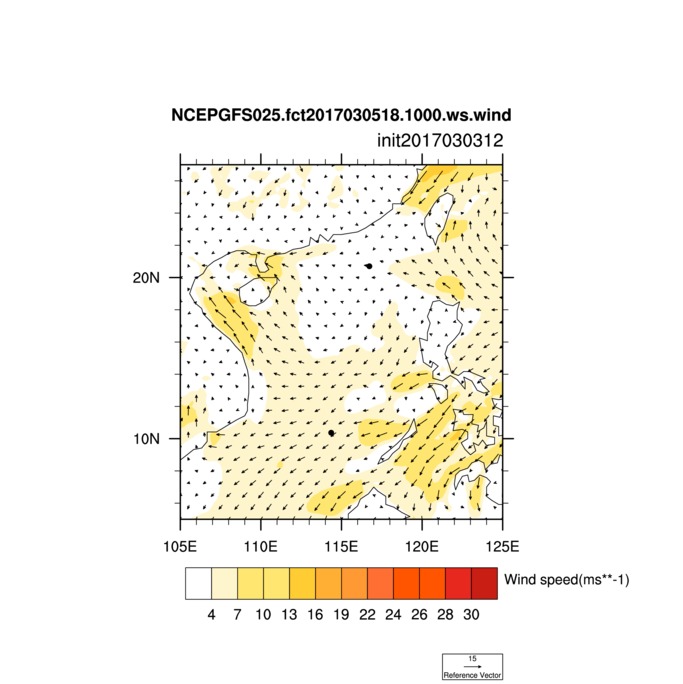 NCEPGFS025.fct2017030518.1000.ws.wind
init2017030312
20N
10N
105E 110E 115E 120E 125E
Wind speed(ms**-1)
4 7 10 13 16 19 22 24 26 28 30
15
Reference Vector